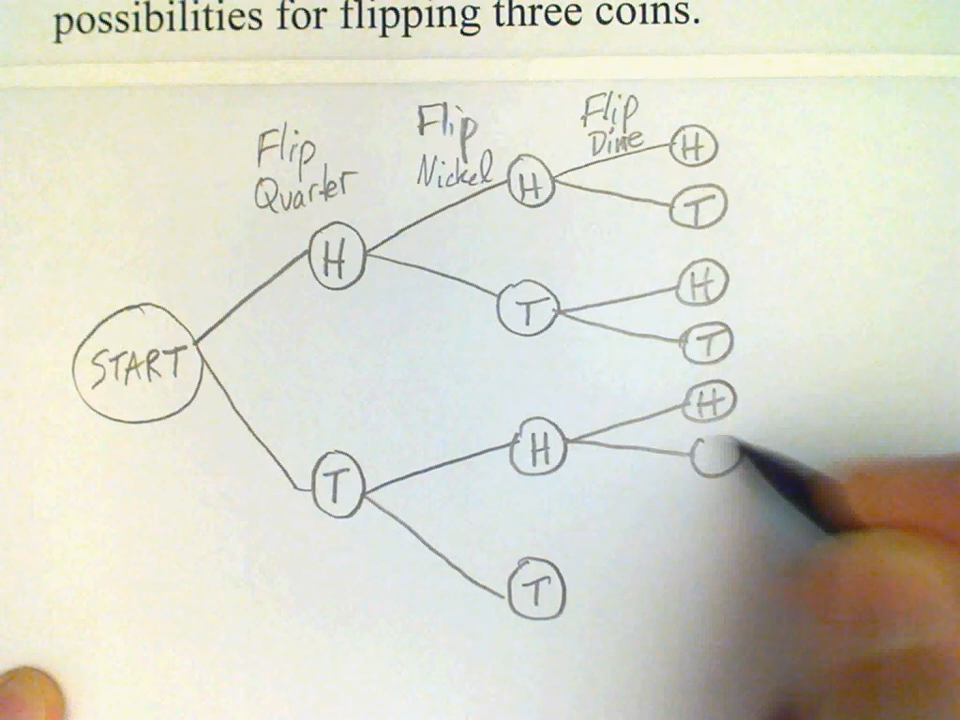 possibilities for flipping three coins.
Flip
Quarter
Flip
Nickel
Flip
Dime
START
H
T
H
T
H
T
H
T
H
T
H